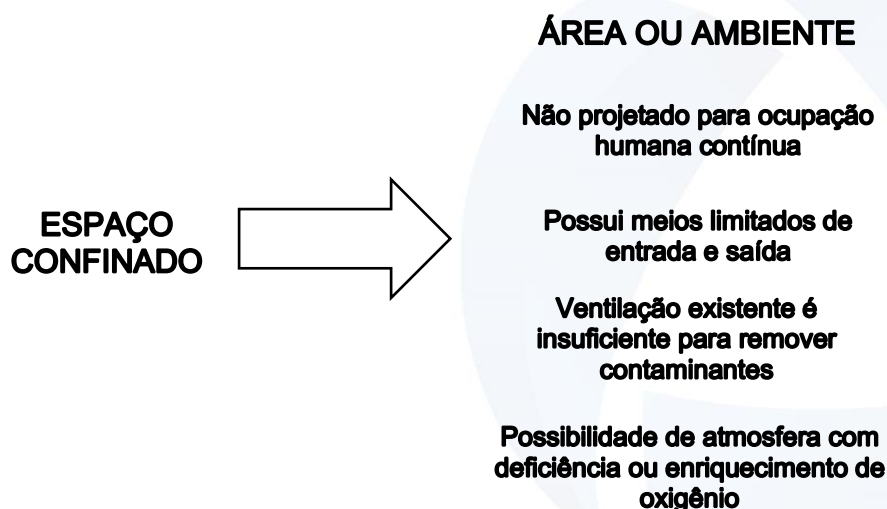 ÁREA OU AMBIENTE
Não projetado para ocupação
humana contínua
ESPAÇO
CONFINADO
Possui meios limitados de
entrada e saída
Ventilação existente é
insuficiente para remover
contaminantes
Possibilidade de atmosfera com
deficiência ou enriquecimento de
oxigênio